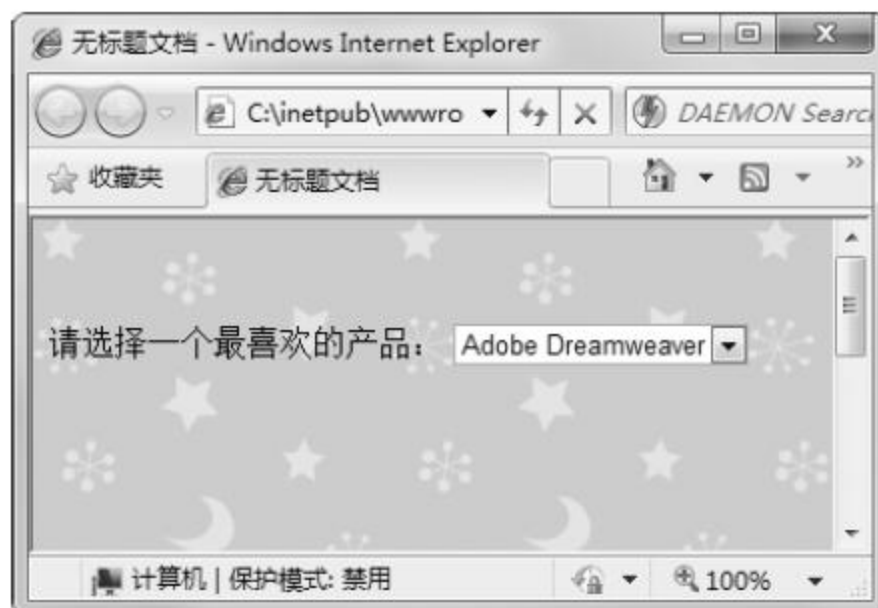 无标题文档 - Windows Internet Explorer
C:\inetpub\wwwro
DAEMON Searc
收藏夹
无标题文档
请选择一个最喜欢的产品： Adobe Dreamweaver
计算机 | 保护模式: 禁用
100%